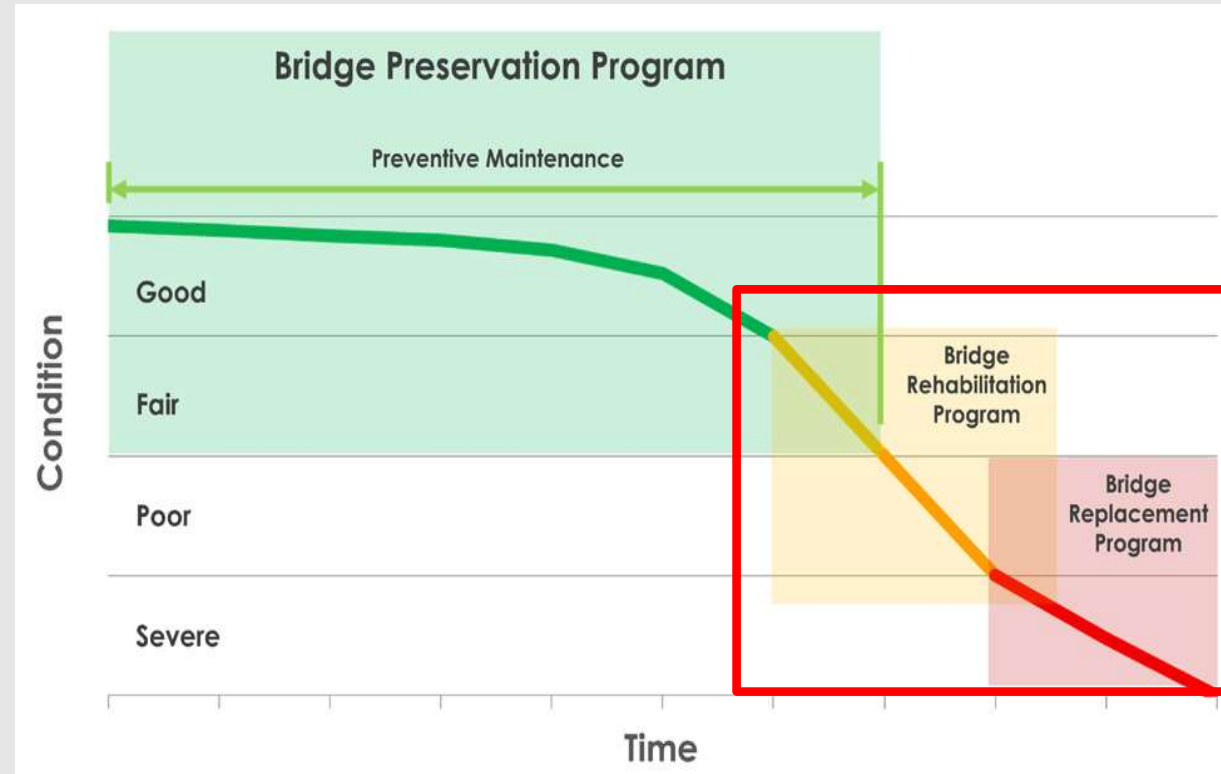 Bridge Preservation Program
Preventive Maintenance
Condition
Good
Fair
Poor
Severe
Bridge
Rehabilitation
Program
Bridge
Replacement
Program
Time